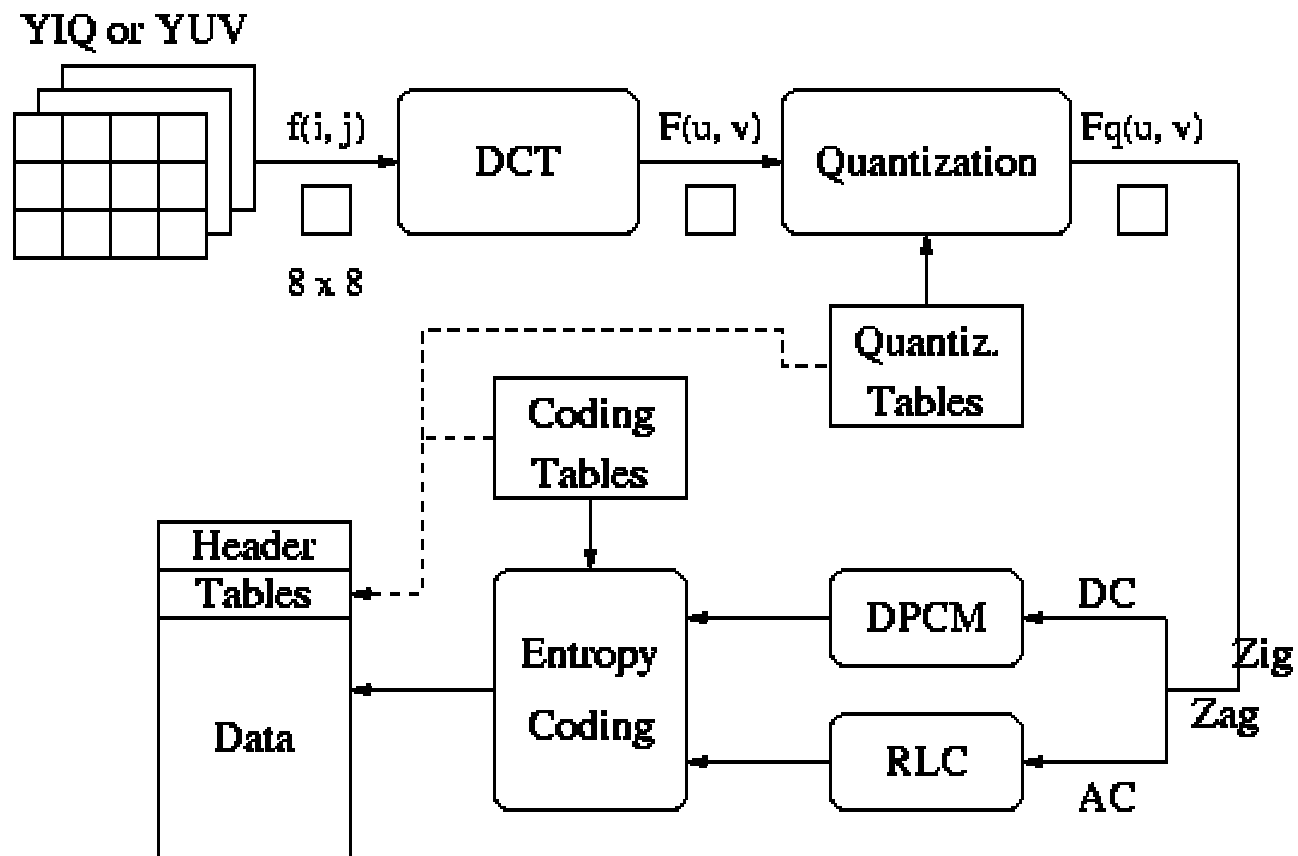 YIQ or YUV
f(i, j)
DCT
F(u, v)
Quantization
Fq(u, v)
8 x 8
Quantiz.
Tables
Coding
Tables
Header
Tables
Data
Entropy
Coding
DPCM
DC
Zig
Zag
RLC
AC